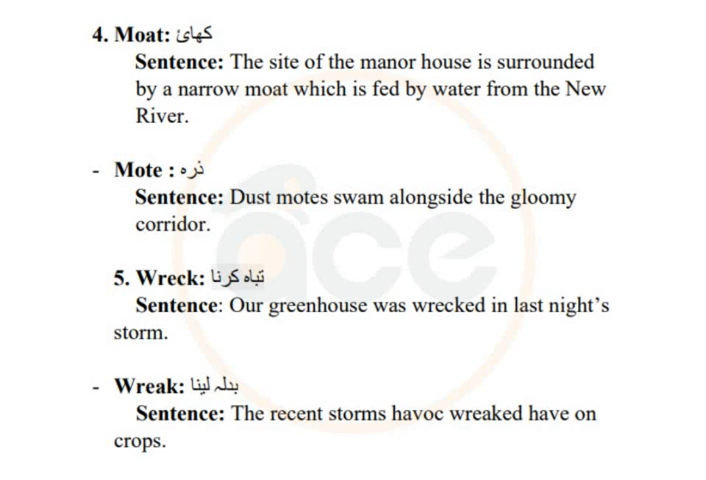 4. Moat: کھائ
Sentence: The site of the manor house is surrounded
by a narrow moat which is fed by water from the New
River.
- Mote : ذرہ
Sentence: Dust motes swam alongside the gloomy
corridor.
5. Wreck: تباہ کرنا
Sentence: Our greenhouse was wrecked in last night’s
storm.
- Wreak: بدلہ لینا
Sentence: The recent storms havoc wreaked have on
crops.
ace